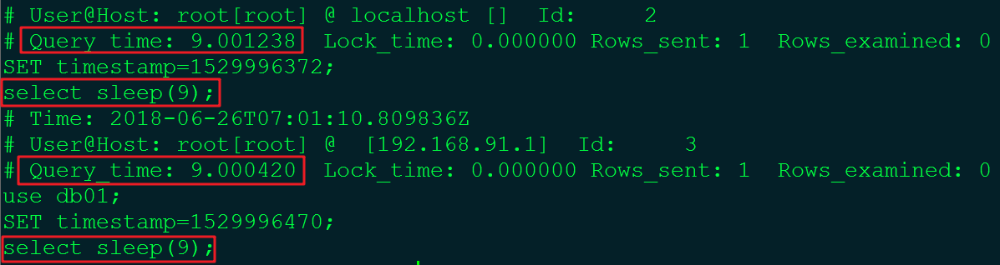 # User@Host: root[root] @ localhost []  Id:     2
# Query_time: 9.001238  Lock_time: 0.000000 Rows_sent: 1  Rows_examined: 0
SET timestamp=1529996372;
select sleep(9);
# Time: 2018-06-26T07:01:10.809836Z
# User@Host: root[root] @  [192.168.91.1]  Id:     3
# Query_time: 9.000420  Lock_time: 0.000000 Rows_sent: 1  Rows_examined: 0
use db01;
SET timestamp=1529996470;
select sleep(9);